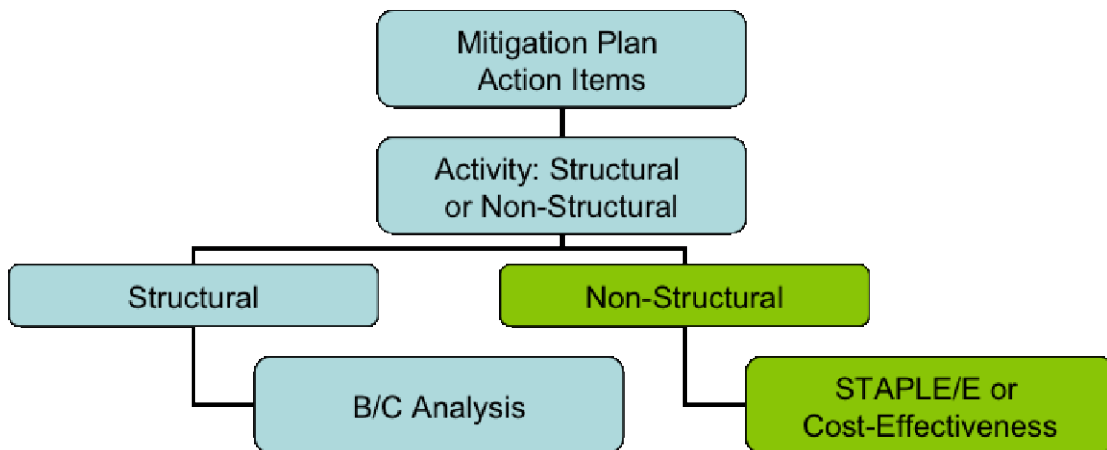 Mitigation Plan
Action Items
Activity: Structural
or Non-Structural
Structural
Non-Structural
B/C Analysis
STAPLE/E or
Cost-Effectiveness